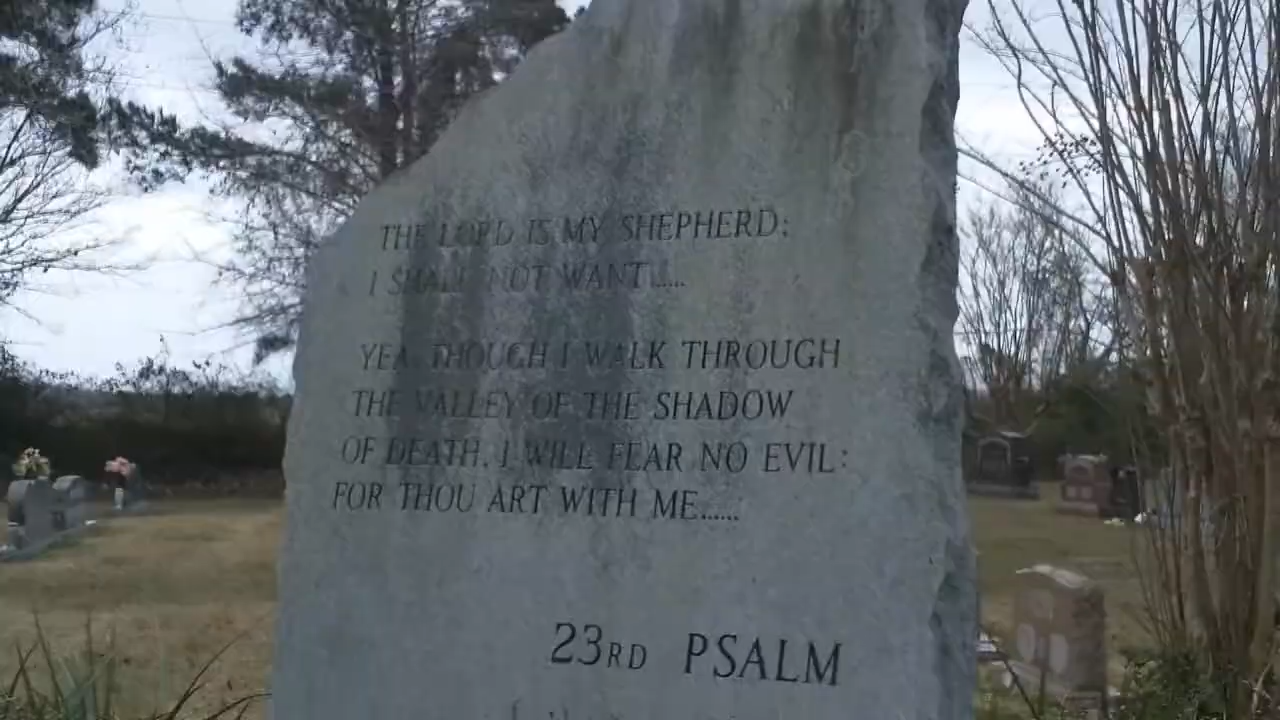 THE LORD IS MY SHEPHERD;
I SHALL NOT WANT.....
YEA, THOUGH I WALK THROUGH
THE VALLEY OF THE SHADOW
OF DEATH, I WILL FEAR NO EVIL:
FOR THOU ART WITH ME......
23RD PSALM